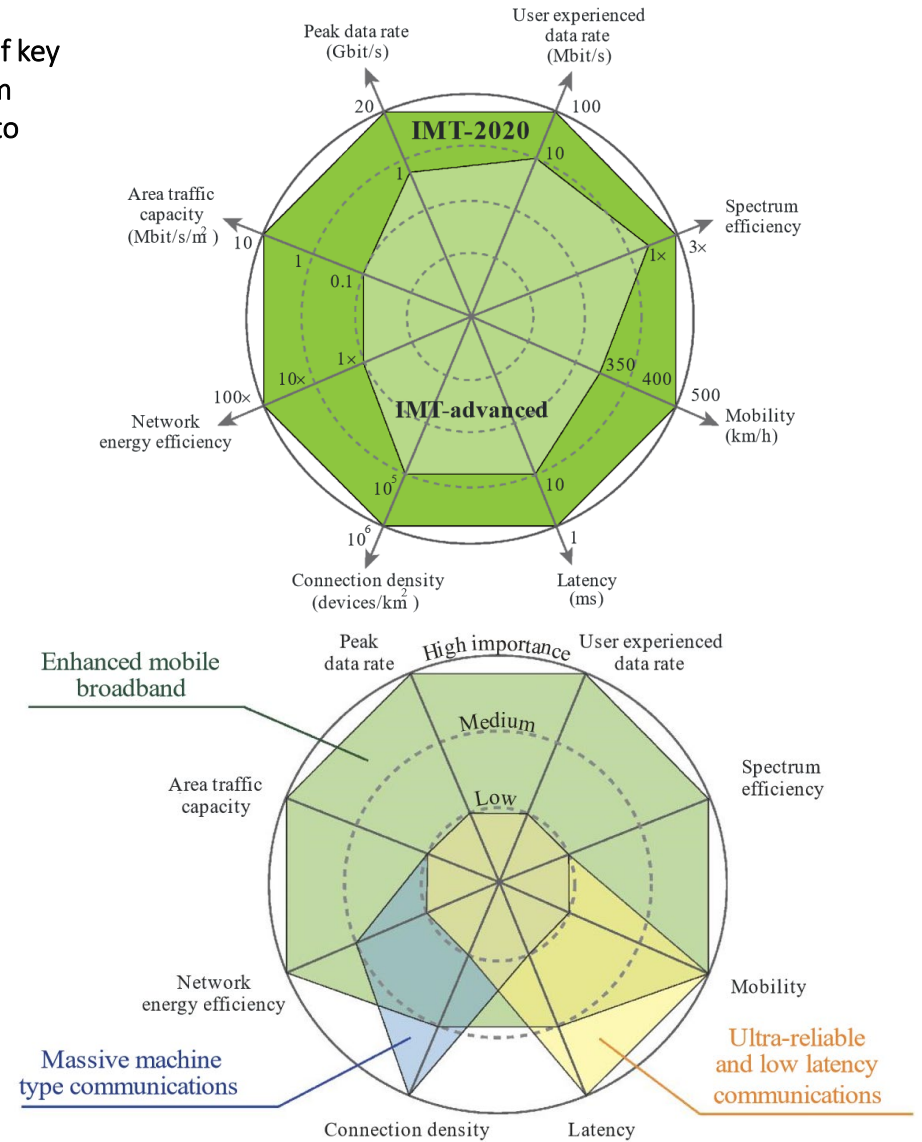 f key
to
Peak data rate
(Gbit/s)
User experienced
data rate
(Mbit/s)
20
100
IMT-2020
1
10
Area traffic
capacity
(Mbit/s/m²)
10
1
0.1
Spectrum
efficiency
1×
3×
1×
10×
100×
Network
energy efficiency
350
400
500
Mobility
(km/h)
IMT-advanced
10⁵
10⁶
10
1
Connection density
(devices/km²)
Latency
(ms)
Enhanced mobile
broadband
Peak
data rate
High importance
User experienced
data rate
Medium
Low
Area traffic
capacity
Spectrum
efficiency
Network
energy efficiency
Mobility
Massive machine
type communications
Ultra-reliable
and low latency
communications
Connection density
Latency